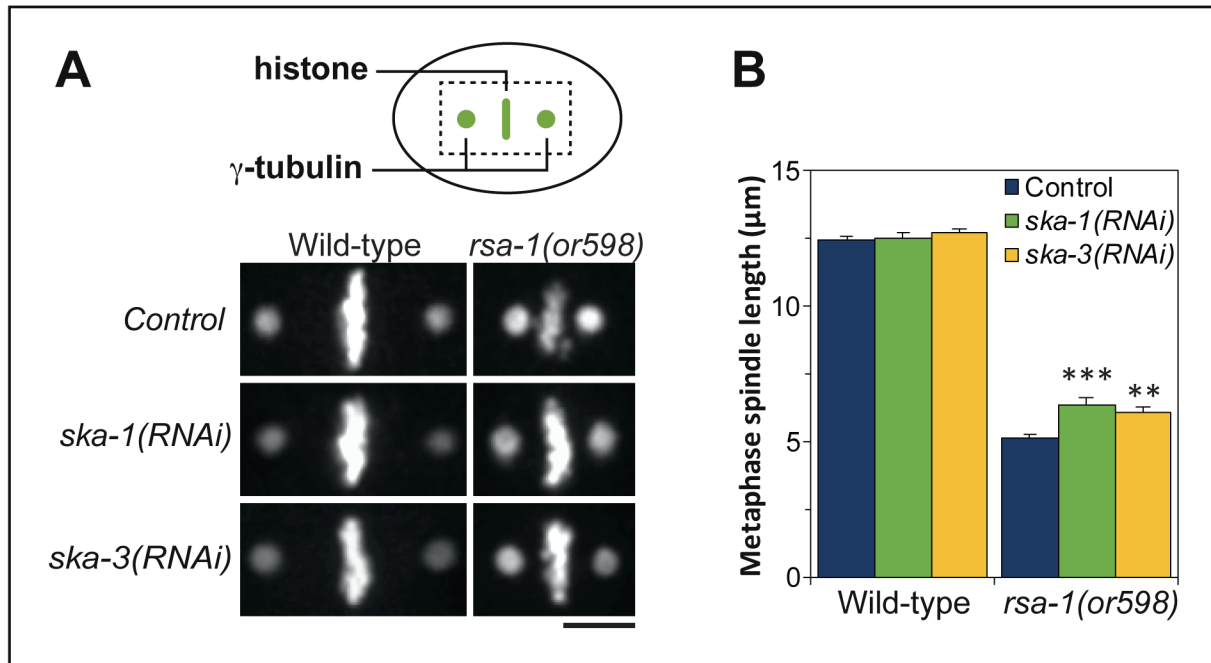 A
histone
γ-tubulin
Wild-type rsa-1(or598)
Control
ska-1(RNAi)
ska-3(RNAi)
B
Metaphase spindle length (μm)
15
10
5
0
Control
ska-1(RNAi)
ska-3(RNAi)
*** **
Wild-type rsa-1(or598)